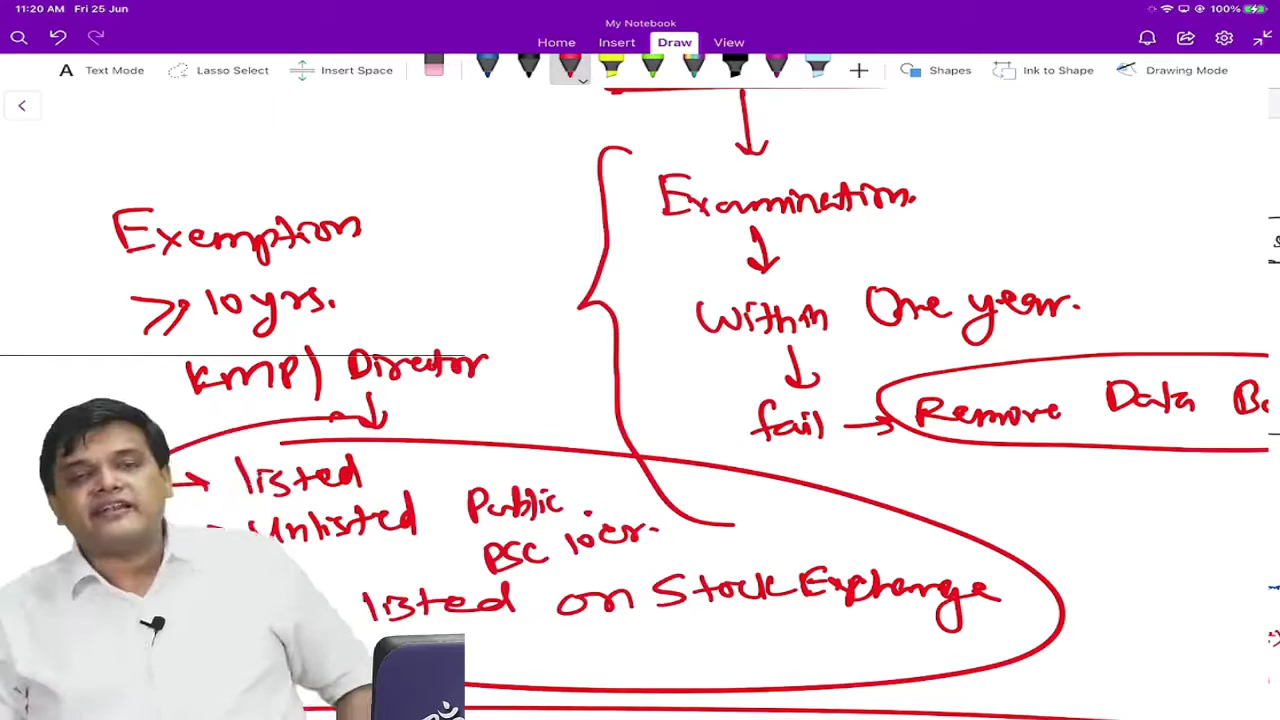 11:20 AM Fri 25 Jun
100%
My Notebook
Home Insert Draw View
Text Mode Lasso Select Insert Space Shapes Ink to Shape Drawing Mode
Examination.
Within One year.
fail → Remove Data
Exemption
≥ 10 yrs.
KMP/ Director
→ listed
Unlisted Public
PSC 10 cr.
listed on Stock Exchange
ॐ